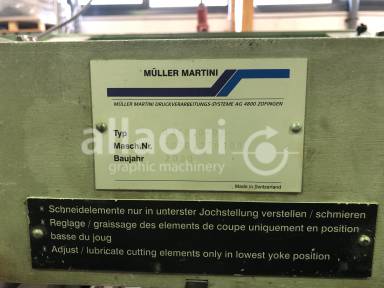 MÜLLER MARTINI
MÜLLER MARTINI DRUCKVERARBEITUNGS-SYSTEME AG 4800 ZOFINGEN
allaoui
graphic machinery
Typ
Masch.Nr.
Baujahr
Made in Switzerland
* Schneidelemente nur in unterster Jochstellung verstellen / schmieren
* Reglage / graissage des elements de coupe uniquement en position
basse du joug
* Adjust / lubricate cutting elements only in lowest yoke position